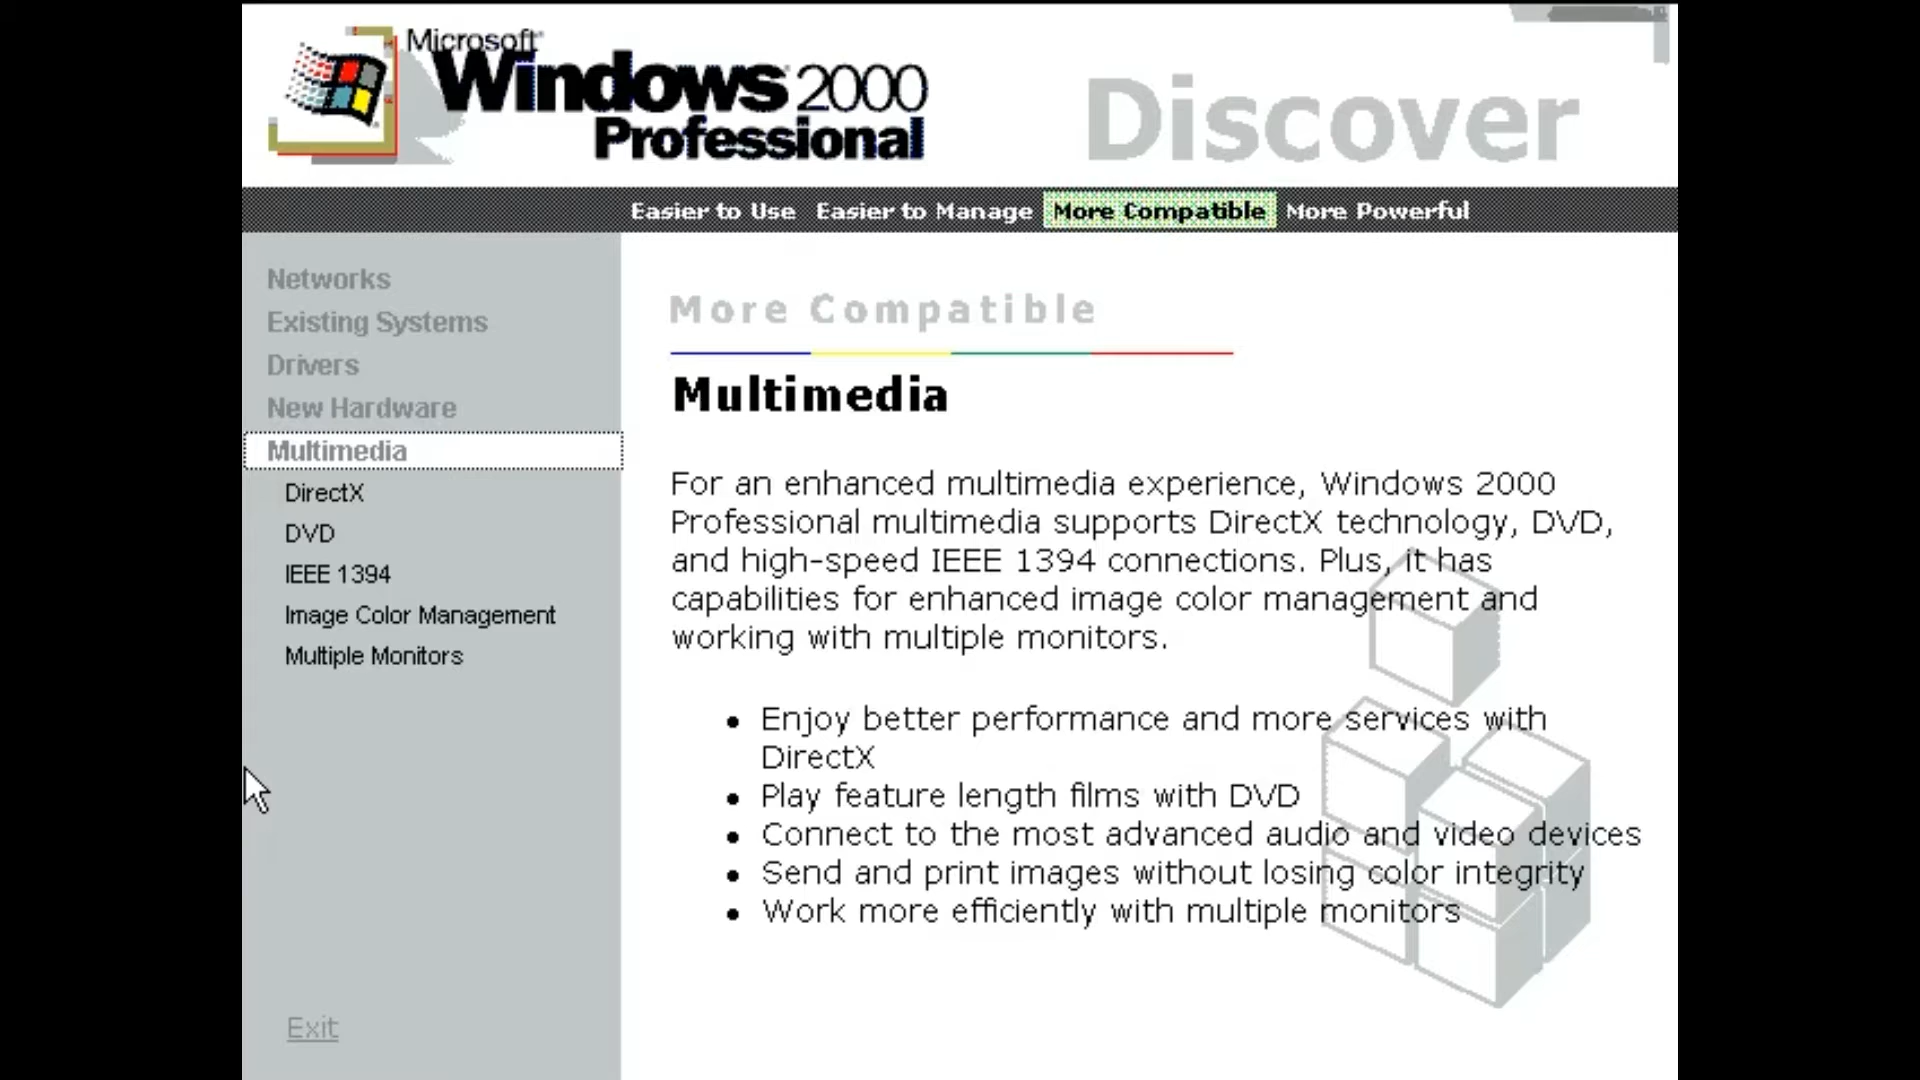 Microsoft
Windows 2000
Professional
Discover
Easier to Use Easier to Manage More Compatible More Powerful
Networks
Existing Systems
Drivers
New Hardware
Multimedia
DirectX
DVD
IEEE 1394
Image Color Management
Multiple Monitors
Exit
More Compatible
Multimedia
For an enhanced multimedia experience, Windows 2000
Professional multimedia supports DirectX technology, DVD,
and high-speed IEEE 1394 connections. Plus, it has
capabilities for enhanced image color management and
working with multiple monitors.
• Enjoy better performance and more services with
DirectX
• Play feature length films with DVD
• Connect to the most advanced audio and video devices
• Send and print images without losing color integrity
• Work more efficiently with multiple monitors